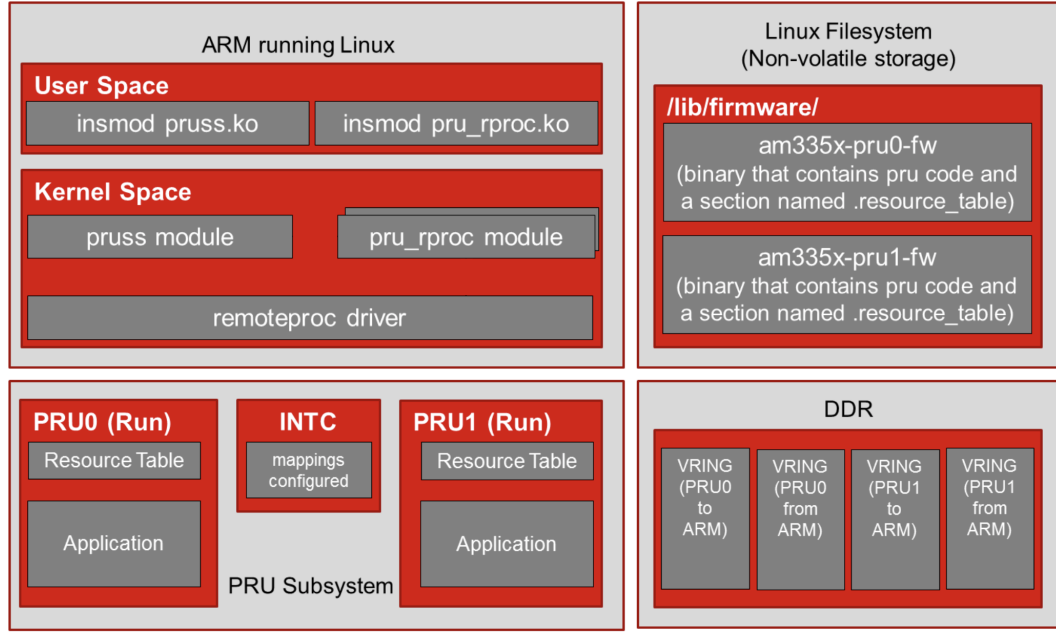 ARM running Linux
User Space
insmod pruss.ko
insmod pru_rproc.ko
Kernel Space
pruss module
pru_rproc module
remoteproc driver
Linux Filesystem
(Non-volatile storage)
/lib/firmware/
am335x-pru0-fw
(binary that contains pru code and
a section named .resource_table)
am335x-pru1-fw
(binary that contains pru code and
a section named .resource_table)
PRU0 (Run)
Resource Table
Application
INTC
mappings
configured
PRU1 (Run)
Resource Table
Application
PRU Subsystem
DDR
VRING
(PRU0
to
ARM)
VRING
(PRU0
from
ARM)
VRING
(PRU1
to
ARM)
VRING
(PRU1
from
ARM)